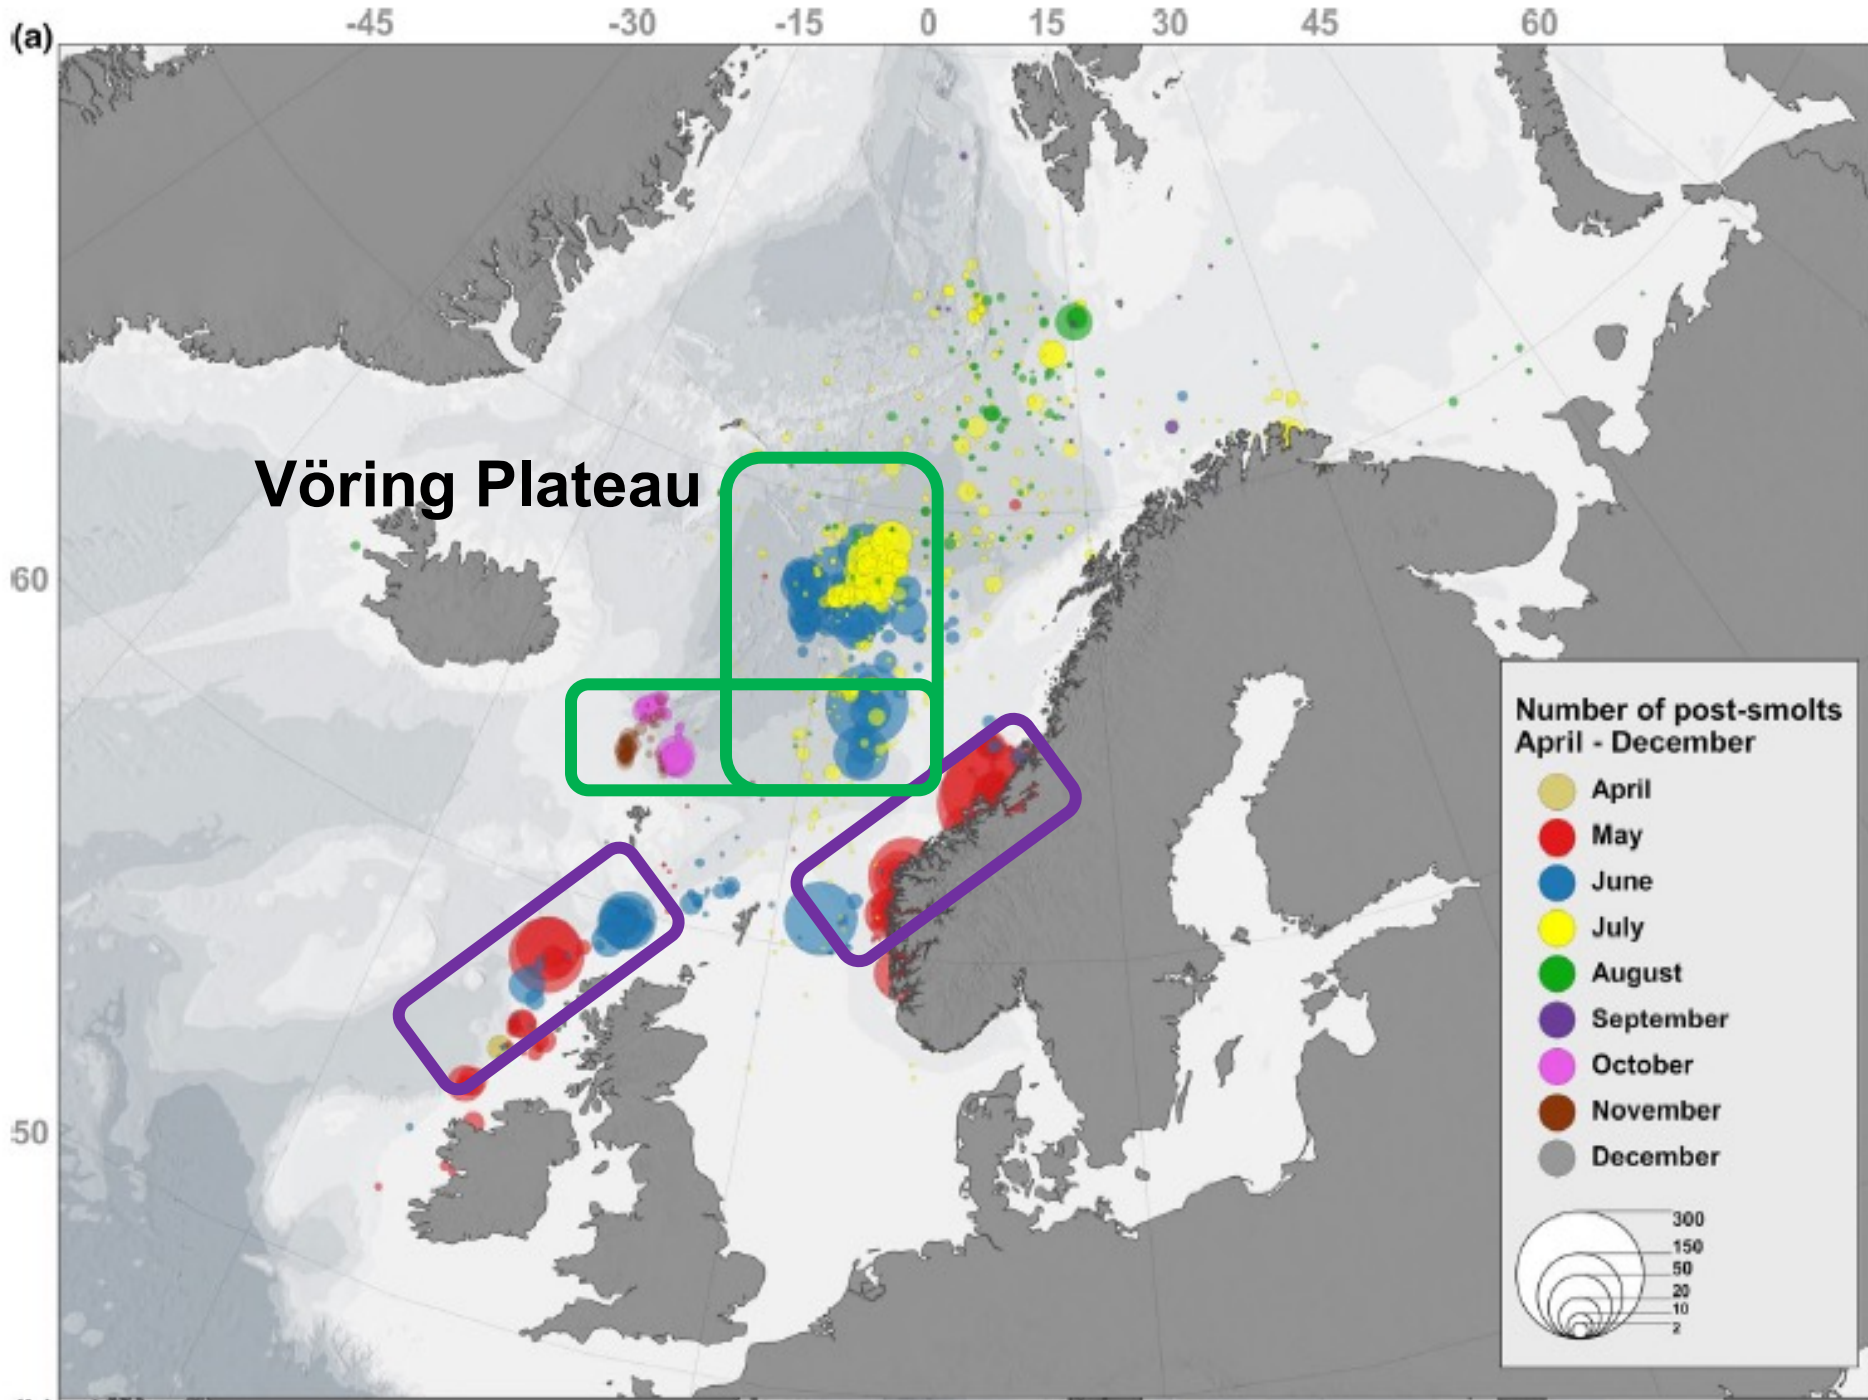 (a)
-45 -30 -15 0 15 30 45 60
Vöring Plateau
60
50
Number of post-smolts
April - December
April
May
June
July
August
September
October
November
December
300
150
50
20
10
2